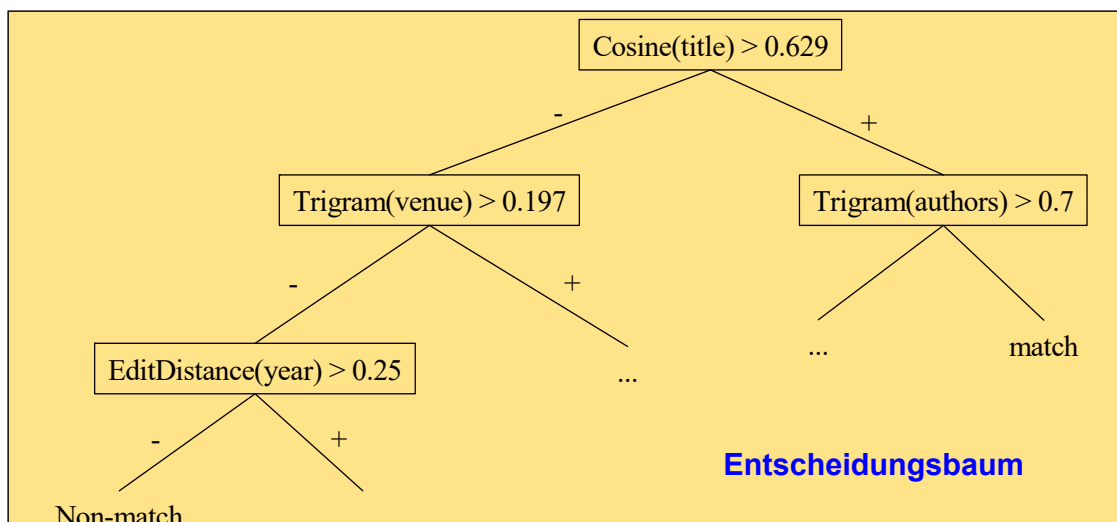 Cosine(title) > 0.629
- +
Trigram(venue) > 0.197 Trigram(authors) > 0.7
- +
... ... match
EditDistance(year) > 0.25
- +
Entscheidungsbaum
Non-match